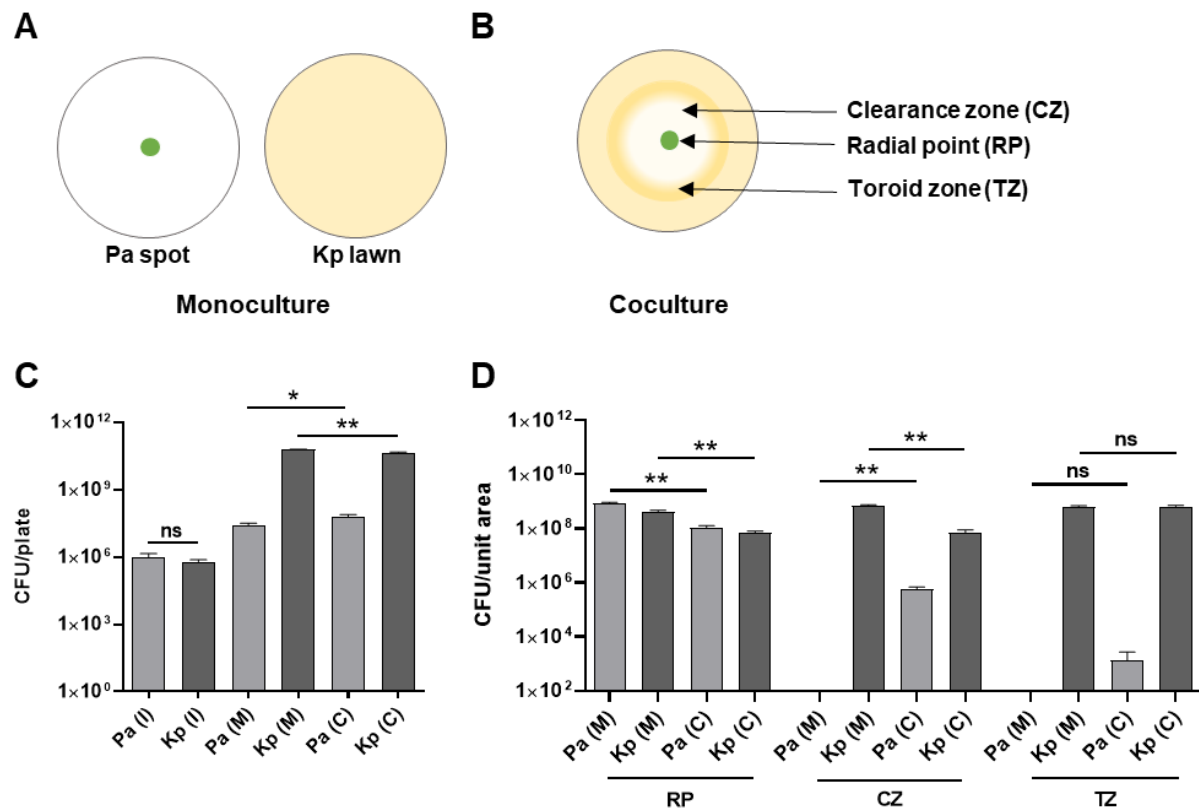 A
B
Clearance zone (CZ)
Radial point (RP)
Toroid zone (TZ)
Pa spot
Kp lawn
Monoculture
Coculture
C
CFU/plate
1×10¹²
1×10⁹
1×10⁶
1×10³
1×10⁰
ns
*
**
Pa (I)
Kp (I)
Pa (M)
Kp (M)
Pa (C)
Kp (C)
D
CFU/unit area
1×10¹²
1×10¹⁰
1×10⁸
1×10⁶
1×10⁴
1×10²
**
**
**
**
ns
ns
Pa (M)
Kp (M)
Pa (C)
Kp (C)
Pa (M)
Kp (M)
Pa (C)
Kp (C)
Pa (M)
Kp (M)
Pa (C)
Kp (C)
RP
CZ
TZ